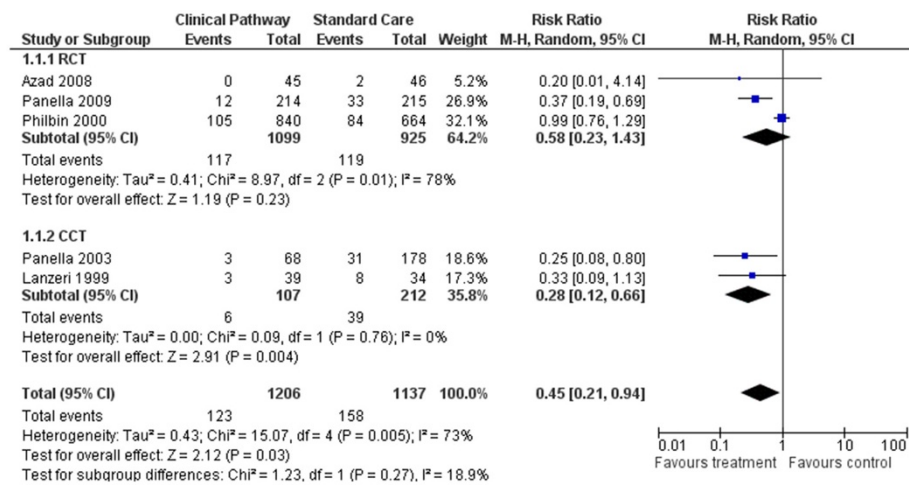 Clinical Pathway Standard Care Risk Ratio Risk Ratio
Study or Subgroup Events Total Events Total Weight M-H, Random, 95% CI M-H, Random, 95% CI
1.1.1 RCT
Azad 2008 0 45 2 46 5.2% 0.20 [0.01, 4.14]
Panella 2009 12 214 33 215 26.9% 0.37 [0.19, 0.69]
Philbin 2000 105 840 84 664 32.1% 0.99 [0.76, 1.29]
Subtotal (95% CI) 1099 925 64.2% 0.58 [0.23, 1.43]
Total events 117 119
Heterogeneity: Tau² = 0.41; Chi² = 8.97, df = 2 (P = 0.01); I² = 78%
Test for overall effect: Z = 1.19 (P = 0.23)
1.1.2 CCT
Panella 2003 3 68 31 178 18.6% 0.25 [0.08, 0.80]
Lanzeri 1999 3 39 8 34 17.3% 0.33 [0.09, 1.13]
Subtotal (95% CI) 107 212 35.8% 0.28 [0.12, 0.66]
Total events 6 39
Heterogeneity: Tau² = 0.00; Chi² = 0.09, df = 1 (P = 0.76); I² = 0%
Test for overall effect: Z = 2.91 (P = 0.004)
Total (95% CI) 1206 1137 100.0% 0.45 [0.21, 0.94]
Total events 123 158
Heterogeneity: Tau² = 0.43; Chi² = 15.07, df = 4 (P = 0.005); I² = 73%
Test for overall effect: Z = 2.12 (P = 0.03)
Test for subgroup differences: Chi² = 1.23, df = 1 (P = 0.27), I² = 18.9%
0.01 0.1 1 10 100
Favours treatment Favours control